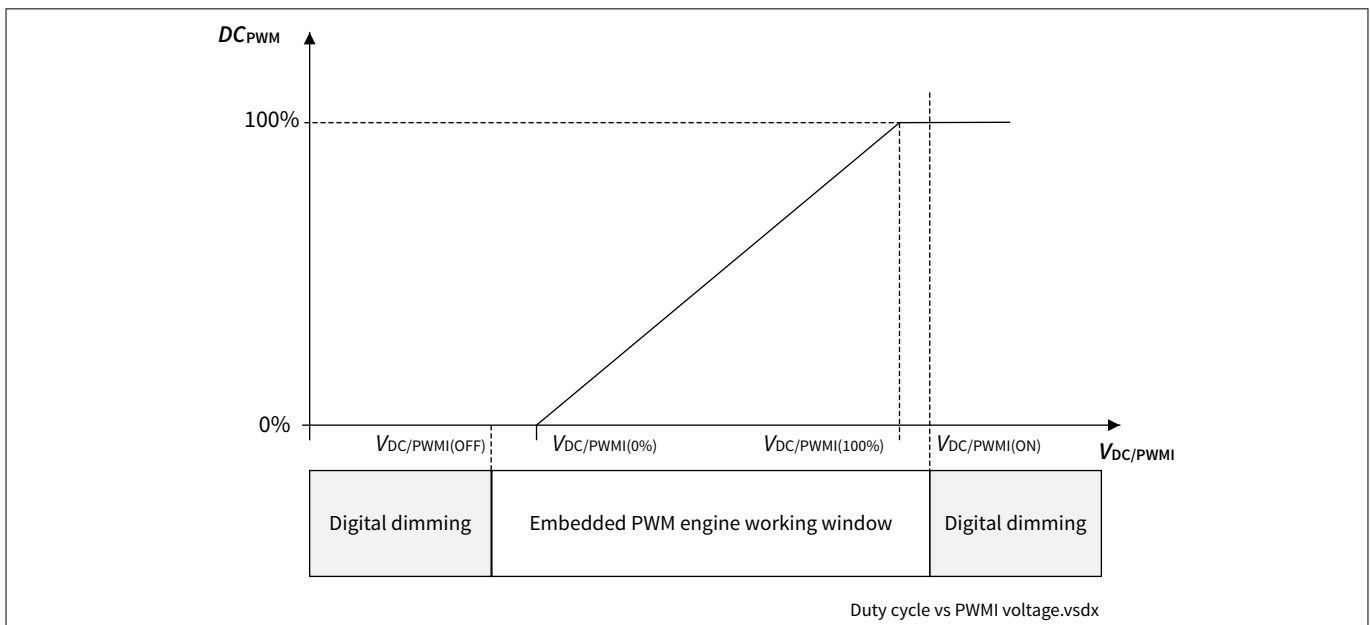 DCPWM
100%
0%
VDC/PWMI(OFF) VDC/PWMI(0%) VDC/PWMI(100%) VDC/PWMI(ON) VDC/PWMI
Digital dimming Embedded PWM engine working window Digital dimming
Duty cycle vs PWMI voltage.vsdx